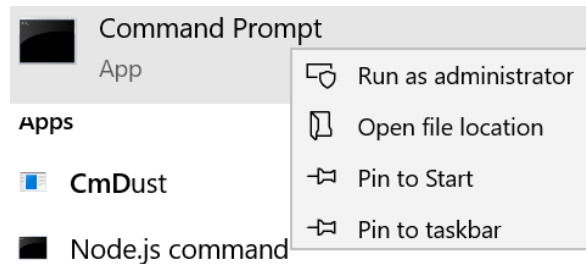 Command Prompt
App
Run as administrator
Apps
Open file location
CmDust
Pin to Start
Pin to taskbar
Node.js command